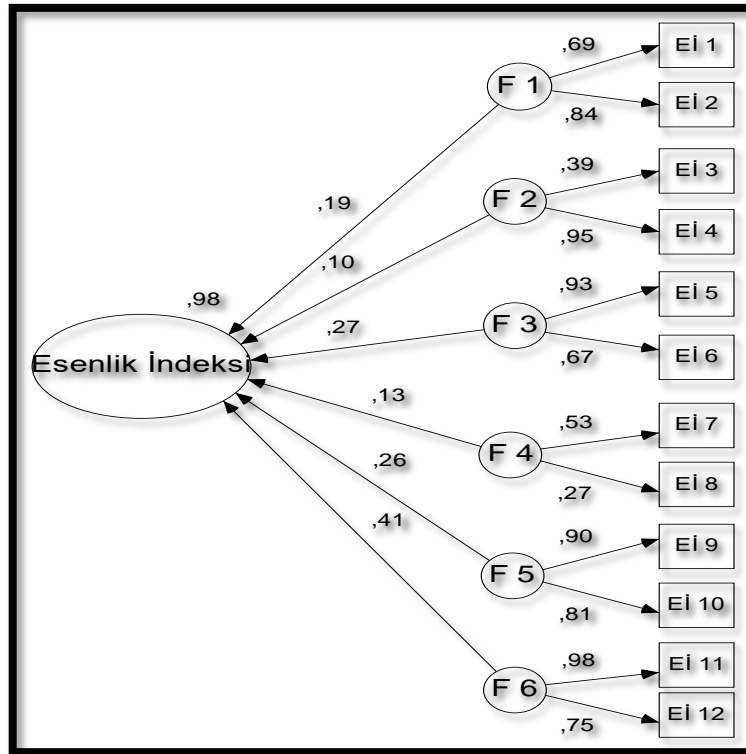 ,69
Eİ 1
F 1
,84
Eİ 2
,19
,39
Eİ 3
F 2
,95
Eİ 4
,10
,98
,93
Eİ 5
F 3
,27
,67
Eİ 6
Esenlik İndeksi
,13
,53
Eİ 7
F 4
,27
Eİ 8
,26
,41
,90
Eİ 9
F 5
,81
Eİ 10
,98
Eİ 11
F 6
,75
Eİ 12